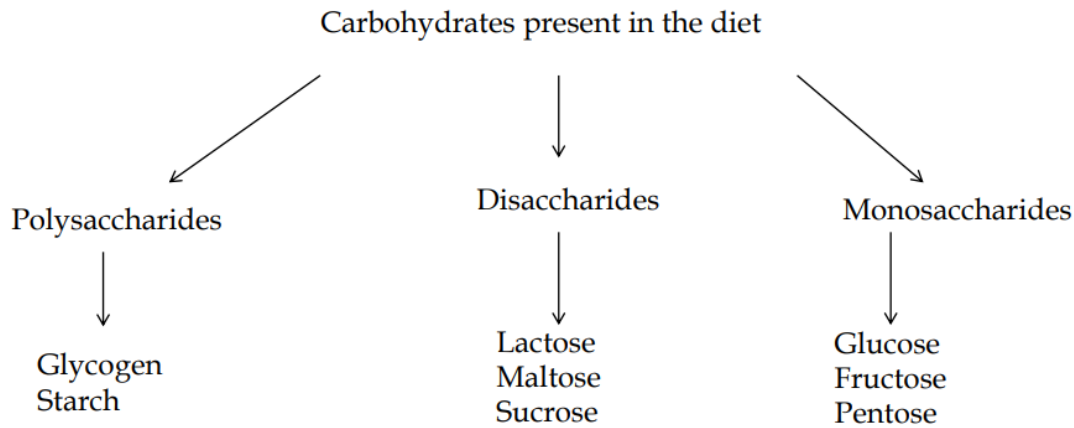 Carbohydrates present in the diet
Polysaccharides
Disaccharides
Monosaccharides
Glycogen
Starch
Lactose
Maltose
Sucrose
Glucose
Fructose
Pentose